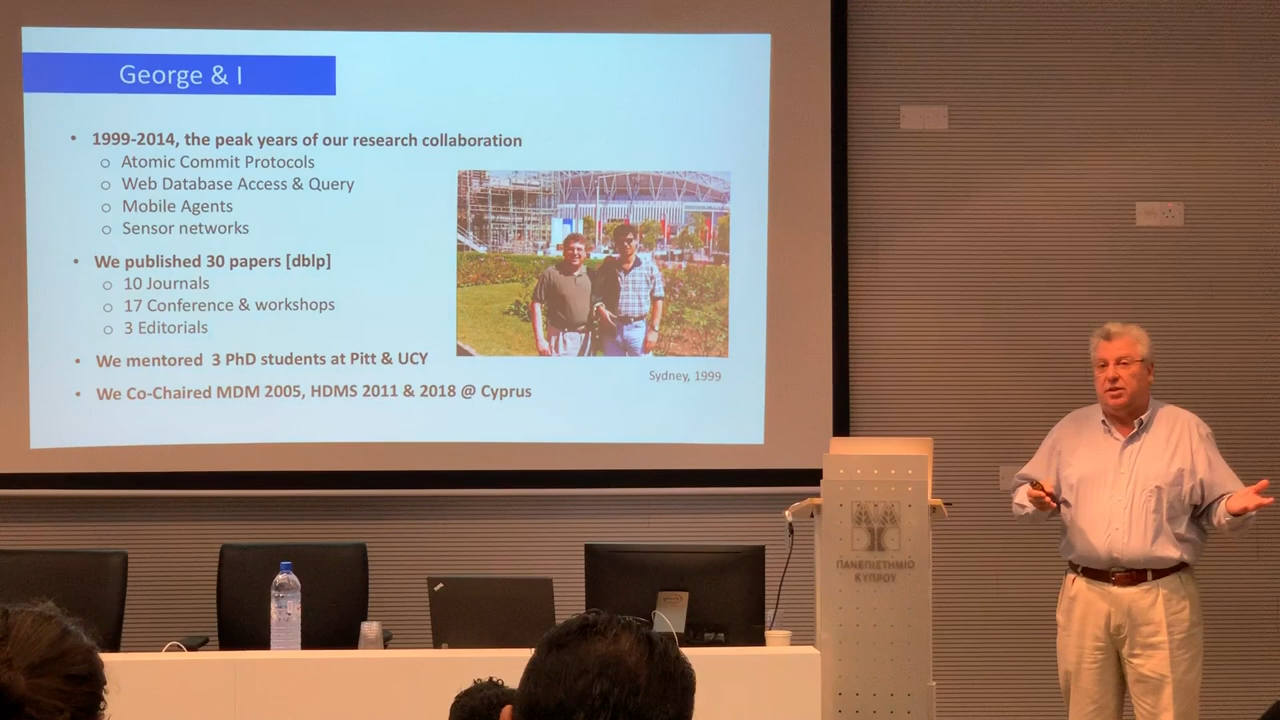 George & I
• 1999-2014, the peak years of our research collaboration
o Atomic Commit Protocols
o Web Database Access & Query
o Mobile Agents
o Sensor networks
• We published 30 papers [dblp]
o 10 Journals
o 17 Conference & workshops
o 3 Editorials
• We mentored 3 PhD students at Pitt & UCY
• We Co-Chaired MDM 2005, HDMS 2011 & 2018 @ Cyprus
Sydney, 1999
ΠΑΝΕΠΙΣΤΗΜΙΟ
ΚΥΠΡΟΥ